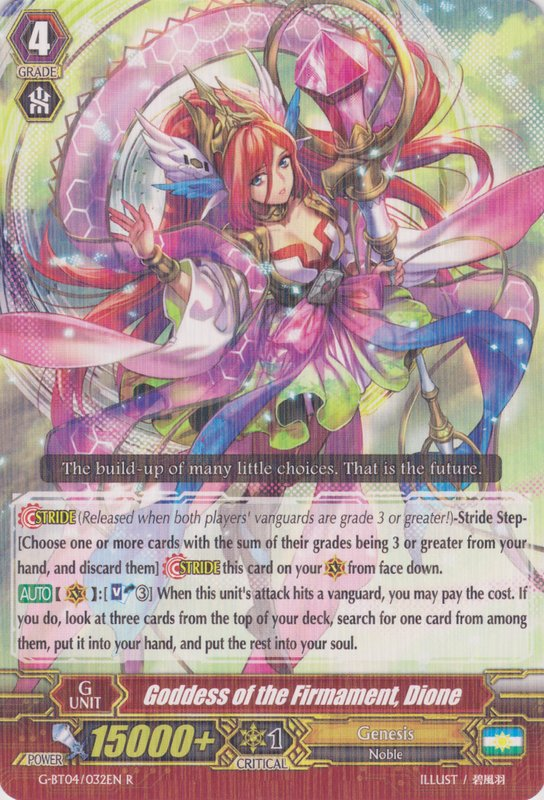 4
GRADE
The build-up of many little choices. That is the future.
STRIDE (Released when both players' vanguards are grade 3 or greater!)-Stride Step-
[Choose one or more cards with the sum of their grades being 3 or greater from your
hand, and discard them] STRIDE this card on your V from face down.
AUTO【V】:[V 3] When this unit's attack hits a vanguard, you may pay the cost. If
you do, look at three cards from the top of your deck, search for one card from among
them, put it into your hand, and put the rest into your soul.
G UNIT
Goddess of the Firmament, Dione
POWER 15000+ 1 CRITICAL
Genesis
Noble
G-BT04/032EN R
ILLUST / 碧風羽